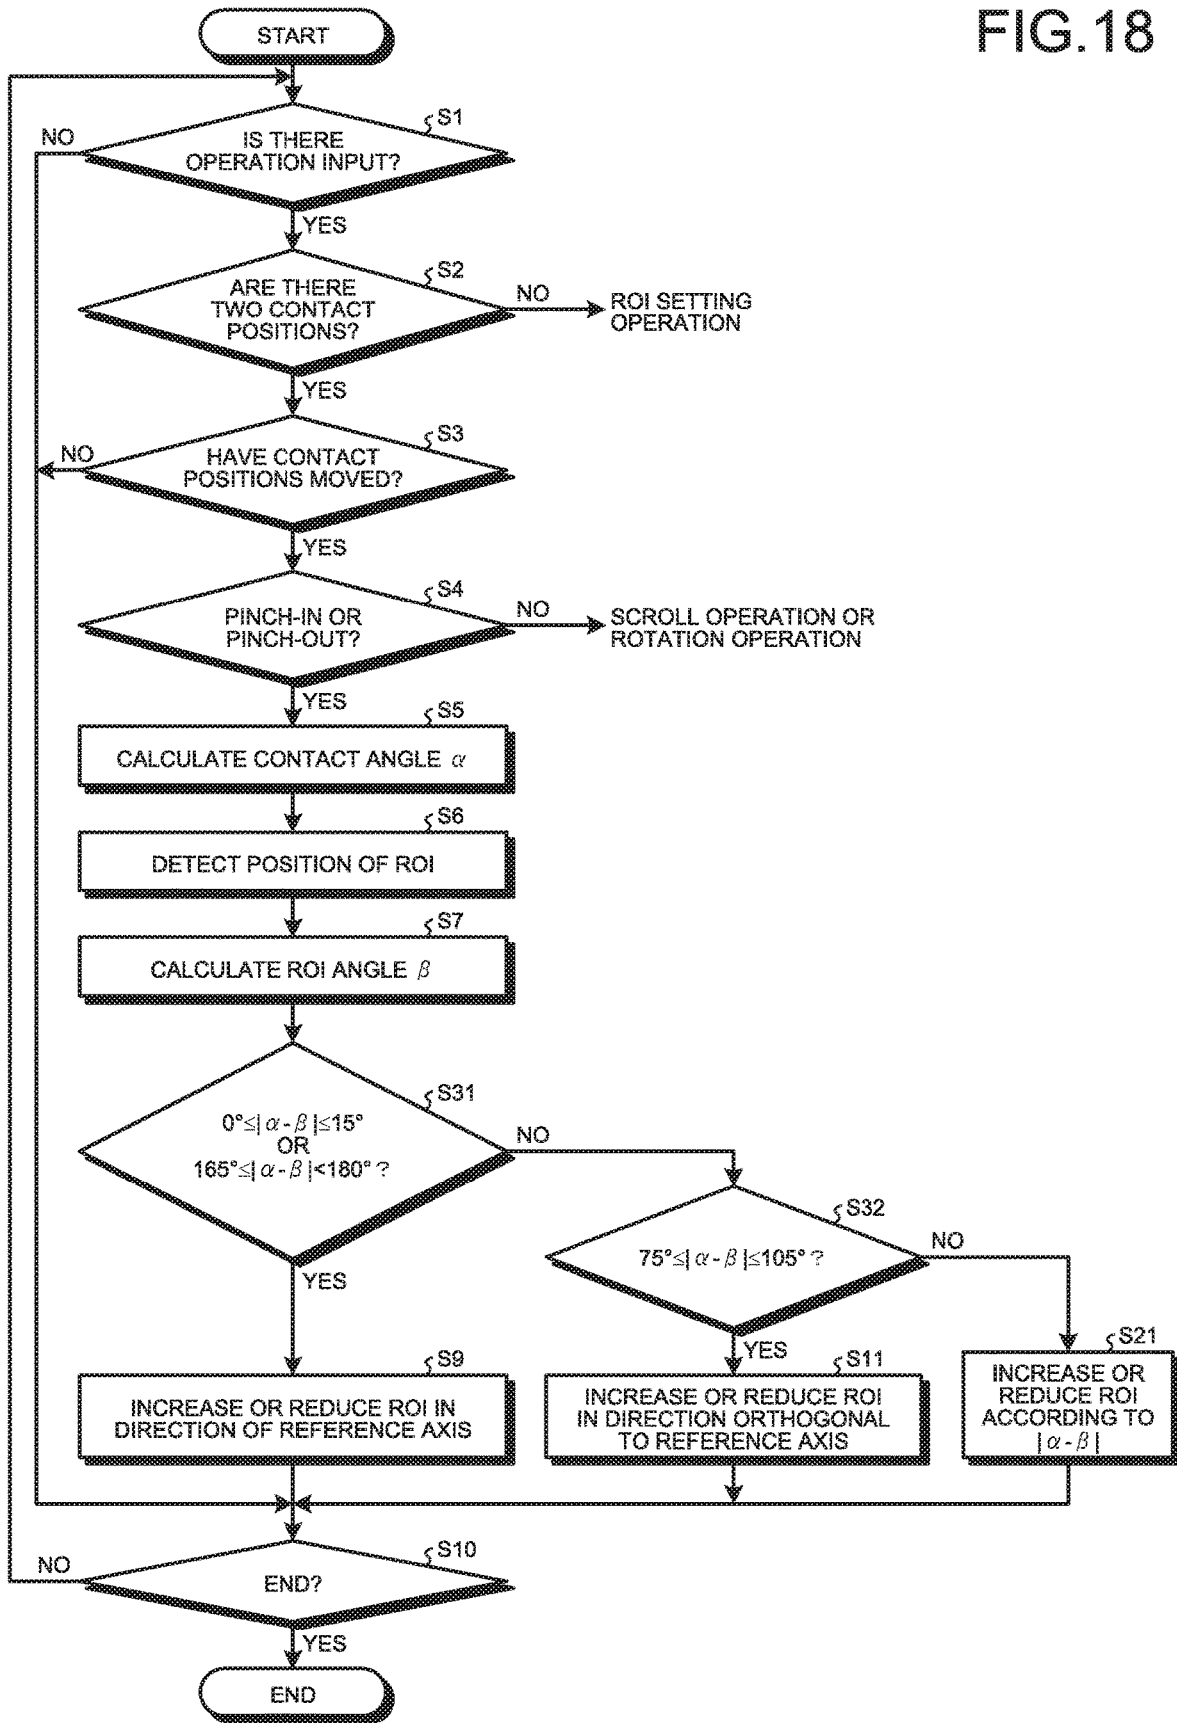 FIG.18
START
S1
NO
IS THERE
OPERATION INPUT?
YES
S2
ARE THERE
TWO CONTACT
POSITIONS?
NO
ROI SETTING
OPERATION
YES
S3
NO
HAVE CONTACT
POSITIONS MOVED?
YES
S4
PINCH-IN OR
PINCH-OUT?
NO
SCROLL OPERATION OR
ROTATION OPERATION
YES
S5
CALCULATE CONTACT ANGLE α
S6
DETECT POSITION OF ROI
S7
CALCULATE ROI ANGLE β
S31
0°≤|α-β|≤15°
OR
165°≤|α-β|<180°?
NO
YES
S32
75°≤|α-β|≤105°?
NO
YES
S9
INCREASE OR REDUCE ROI IN
DIRECTION OF REFERENCE AXIS
S11
INCREASE OR REDUCE ROI
IN DIRECTION ORTHOGONAL
TO REFERENCE AXIS
S21
INCREASE OR
REDUCE ROI
ACCORDING TO
|α-β|
S10
NO
END?
YES
END